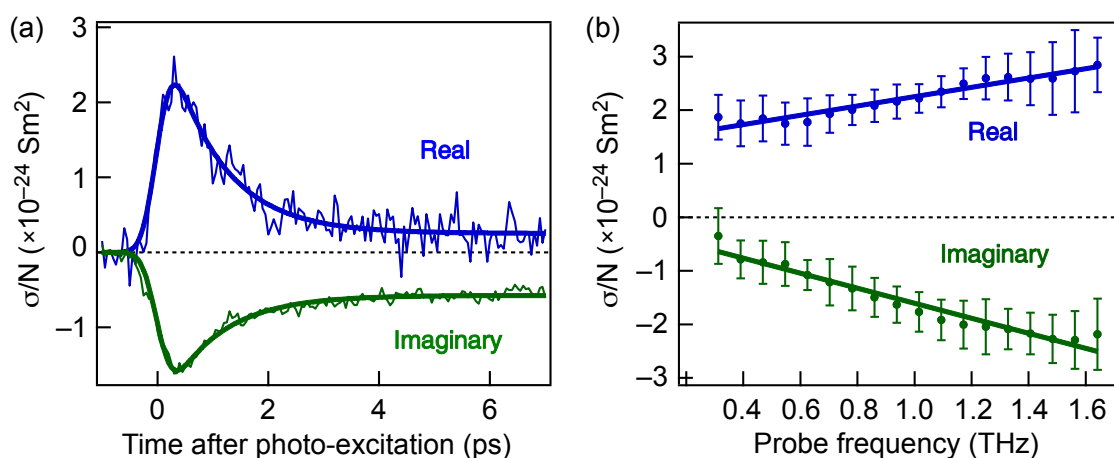 (a)
σ/N (×10⁻²⁴ Sm²)
3
2
1
0
–1
Real
Imaginary
0
2
4
6
Time after photo-excitation (ps)
(b)
σ/N (×10⁻²⁴ Sm²)
3
2
1
0
–1
–2
–3
Real
Imaginary
0.4
0.6
0.8
1.0
1.2
1.4
1.6
Probe frequency (THz)